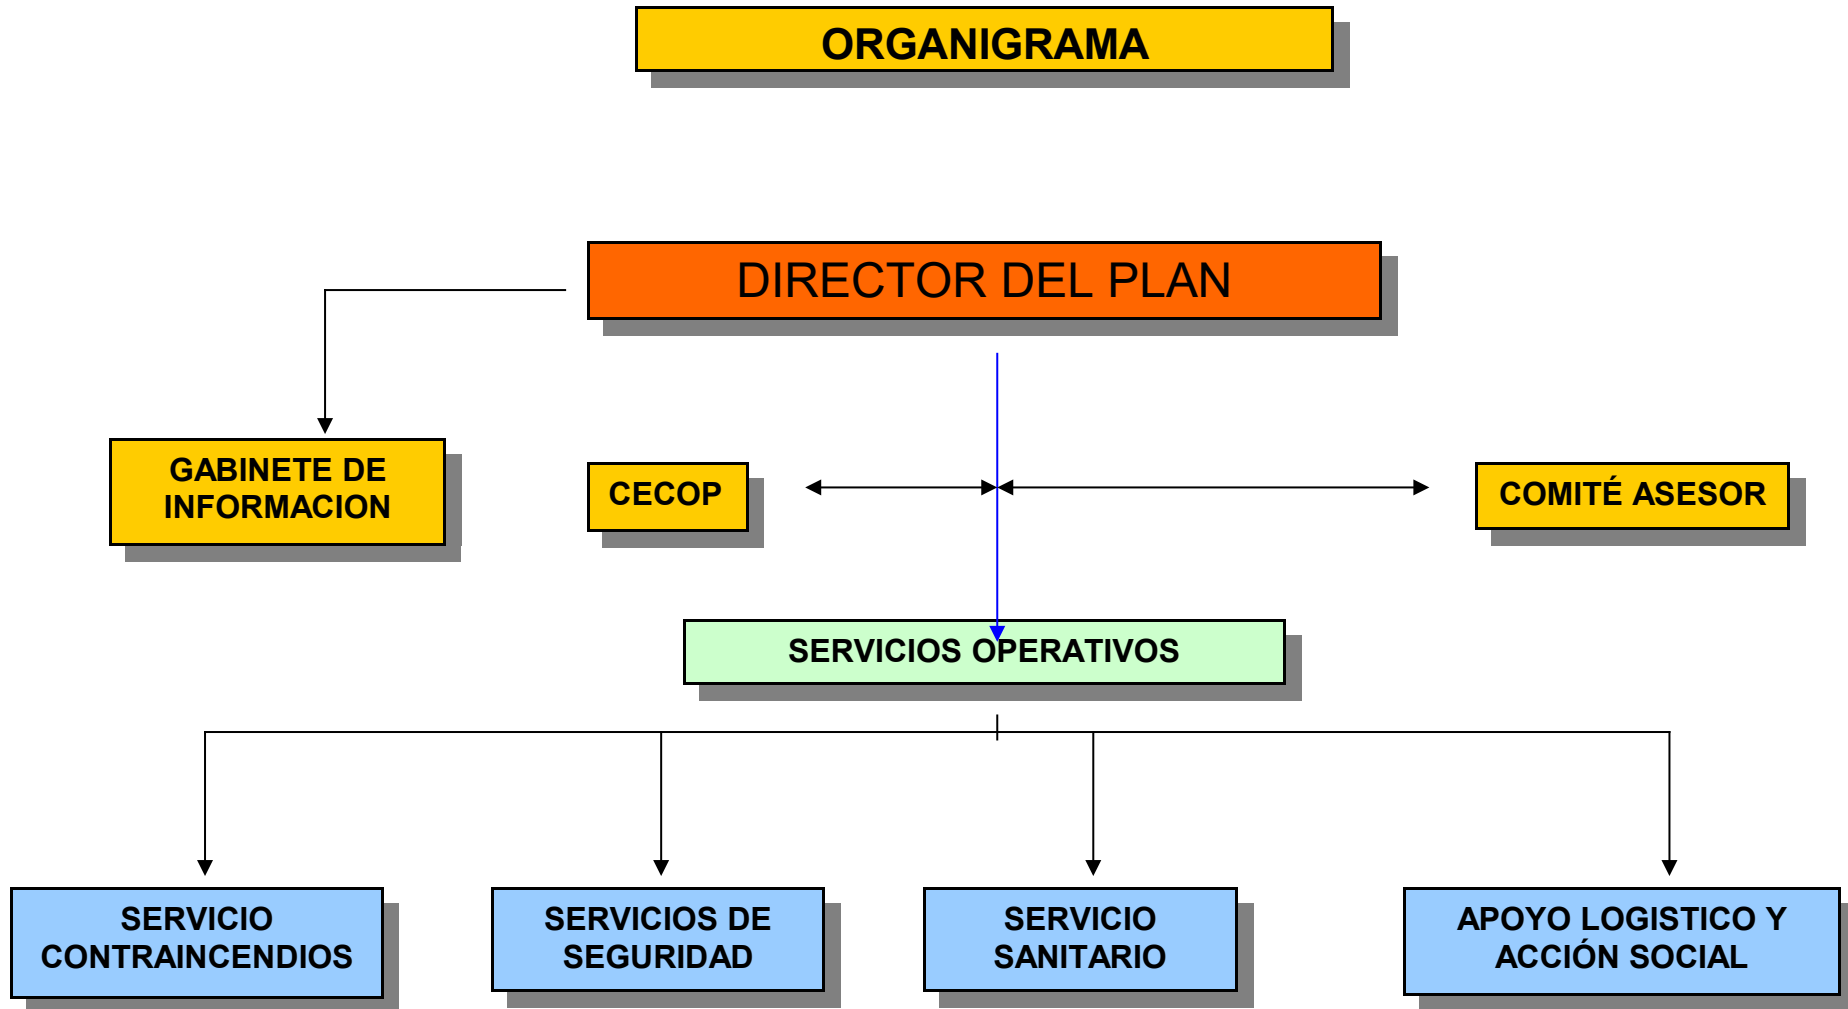 ORGANIGRAMA
DIRECTOR DEL PLAN
GABINETE DE
INFORMACION
CECOP
COMITÉ ASESOR
SERVICIOS OPERATIVOS
SERVICIO
CONTRAINCENDIOS
SERVICIOS DE
SEGURIDAD
SERVICIO
SANITARIO
APOYO LOGISTICO Y
ACCIÓN SOCIAL